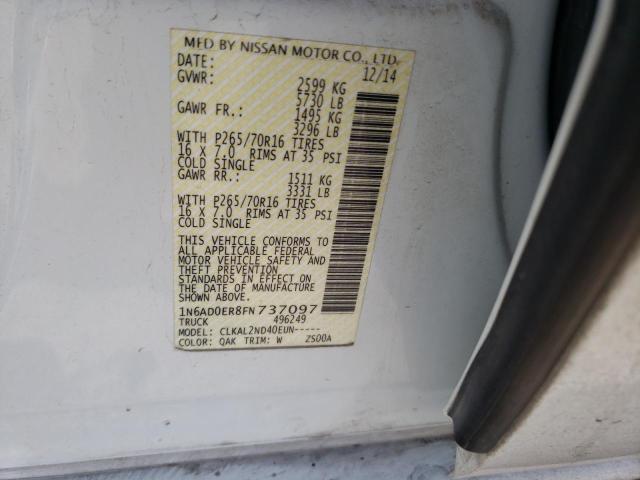 MFD BY NISSAN MOTOR CO., LTD.
DATE: 12/14
GVWR: 2599 KG
5730 LB
GAWR FR.: 1495 KG
3296 LB
WITH P265/70R16 TIRES
16 X 7.0 RIMS AT 35 PSI
COLD SINGLE
GAWR RR.: 1511 KG
3331 LB
WITH P265/70R16 TIRES
16 X 7.0 RIMS AT 35 PSI
COLD SINGLE
THIS VEHICLE CONFORMS TO
ALL APPLICABLE FEDERAL
MOTOR VEHICLE SAFETY AND
THEFT PREVENTION
STANDARDS IN EFFECT ON
THE DATE OF MANUFACTURE
SHOWN ABOVE.
1N6AD0ER8FN737097
TRUCK 496249
MODEL: CLKAL2ND40EUN-----
COLOR: QAK TRIM: W ZS00A